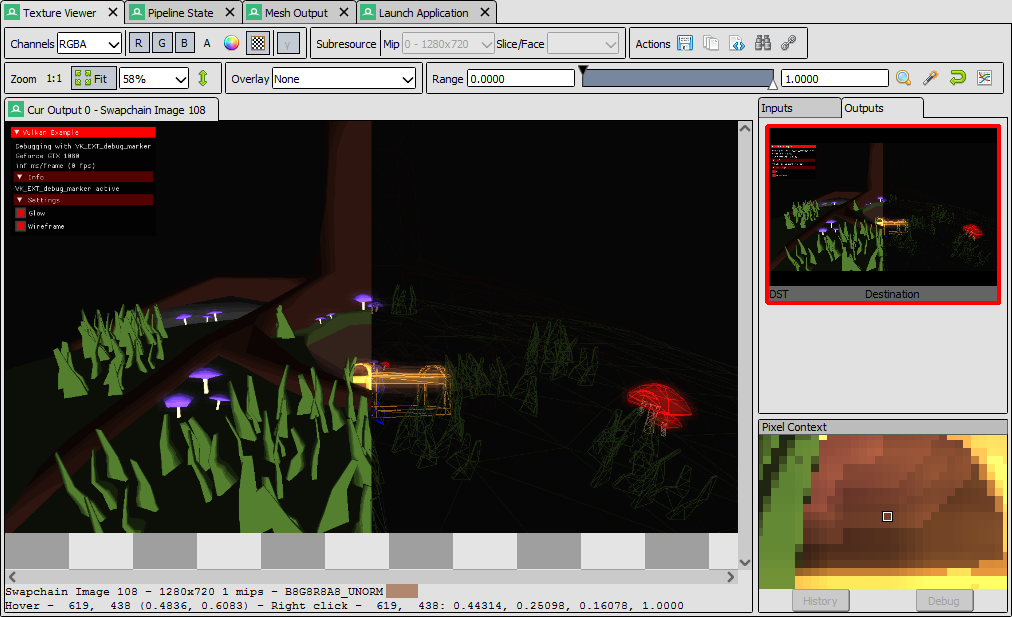 Texture Viewer Pipeline State Mesh Output Launch Application
Channels RGBA R G B A γ Subresource Mip 0 - 1280x720 Slice/Face Actions
Zoom 1:1 Fit 58% Overlay None Range 0.0000 1.0000
Cur Output 0 - Swapchain Image 108
Inputs Outputs
Vulkan Example
Debugging with VK_EXT_debug_marker
GeForce GTX 1080
inf ms/frame (0 fps)
Info
VK_EXT_debug_marker active
Settings
Glow
Wireframe
DST Destination
Pixel Context
History Debug
Swapchain Image 108 - 1280x720 1 mips - B8G8R8A8_UNORM
Hover - 619, 438 (0.4836, 0.6083) - Right click - 619, 438: 0.44314, 0.25098, 0.16078, 1.0000